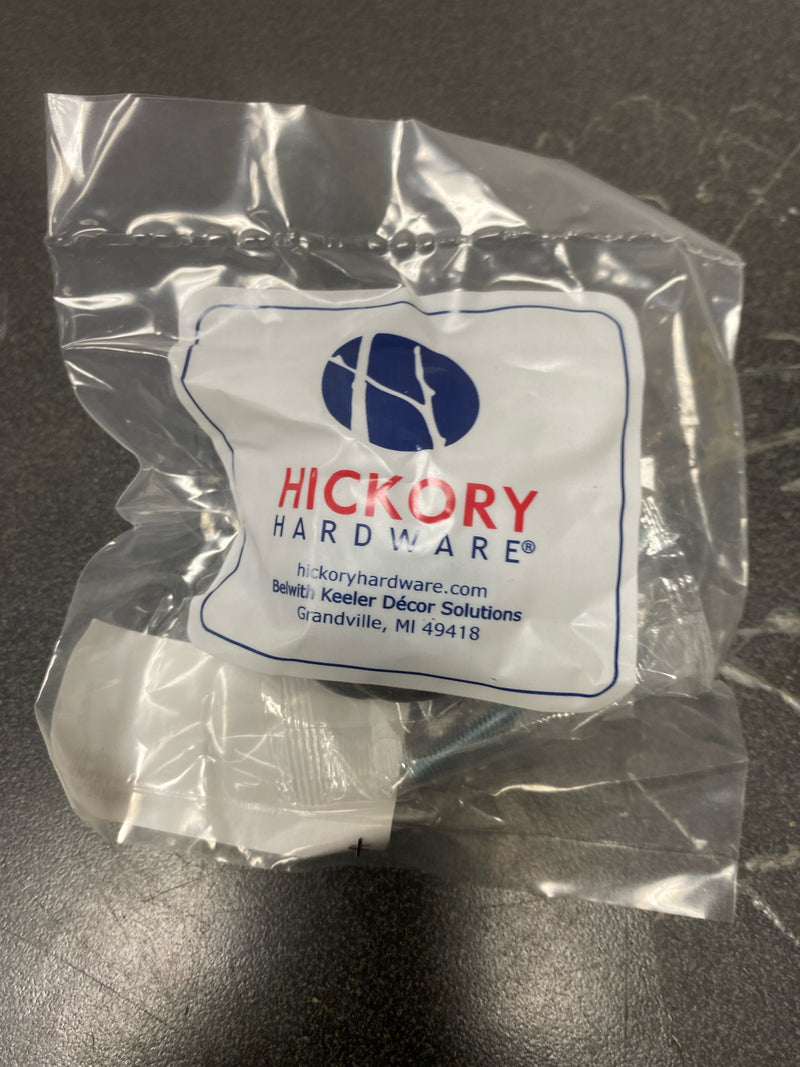 HICKORY
HARDWARE®
hickoryhardware.com
Belwith Keeler Décor Solutions
Grandville, MI 49418